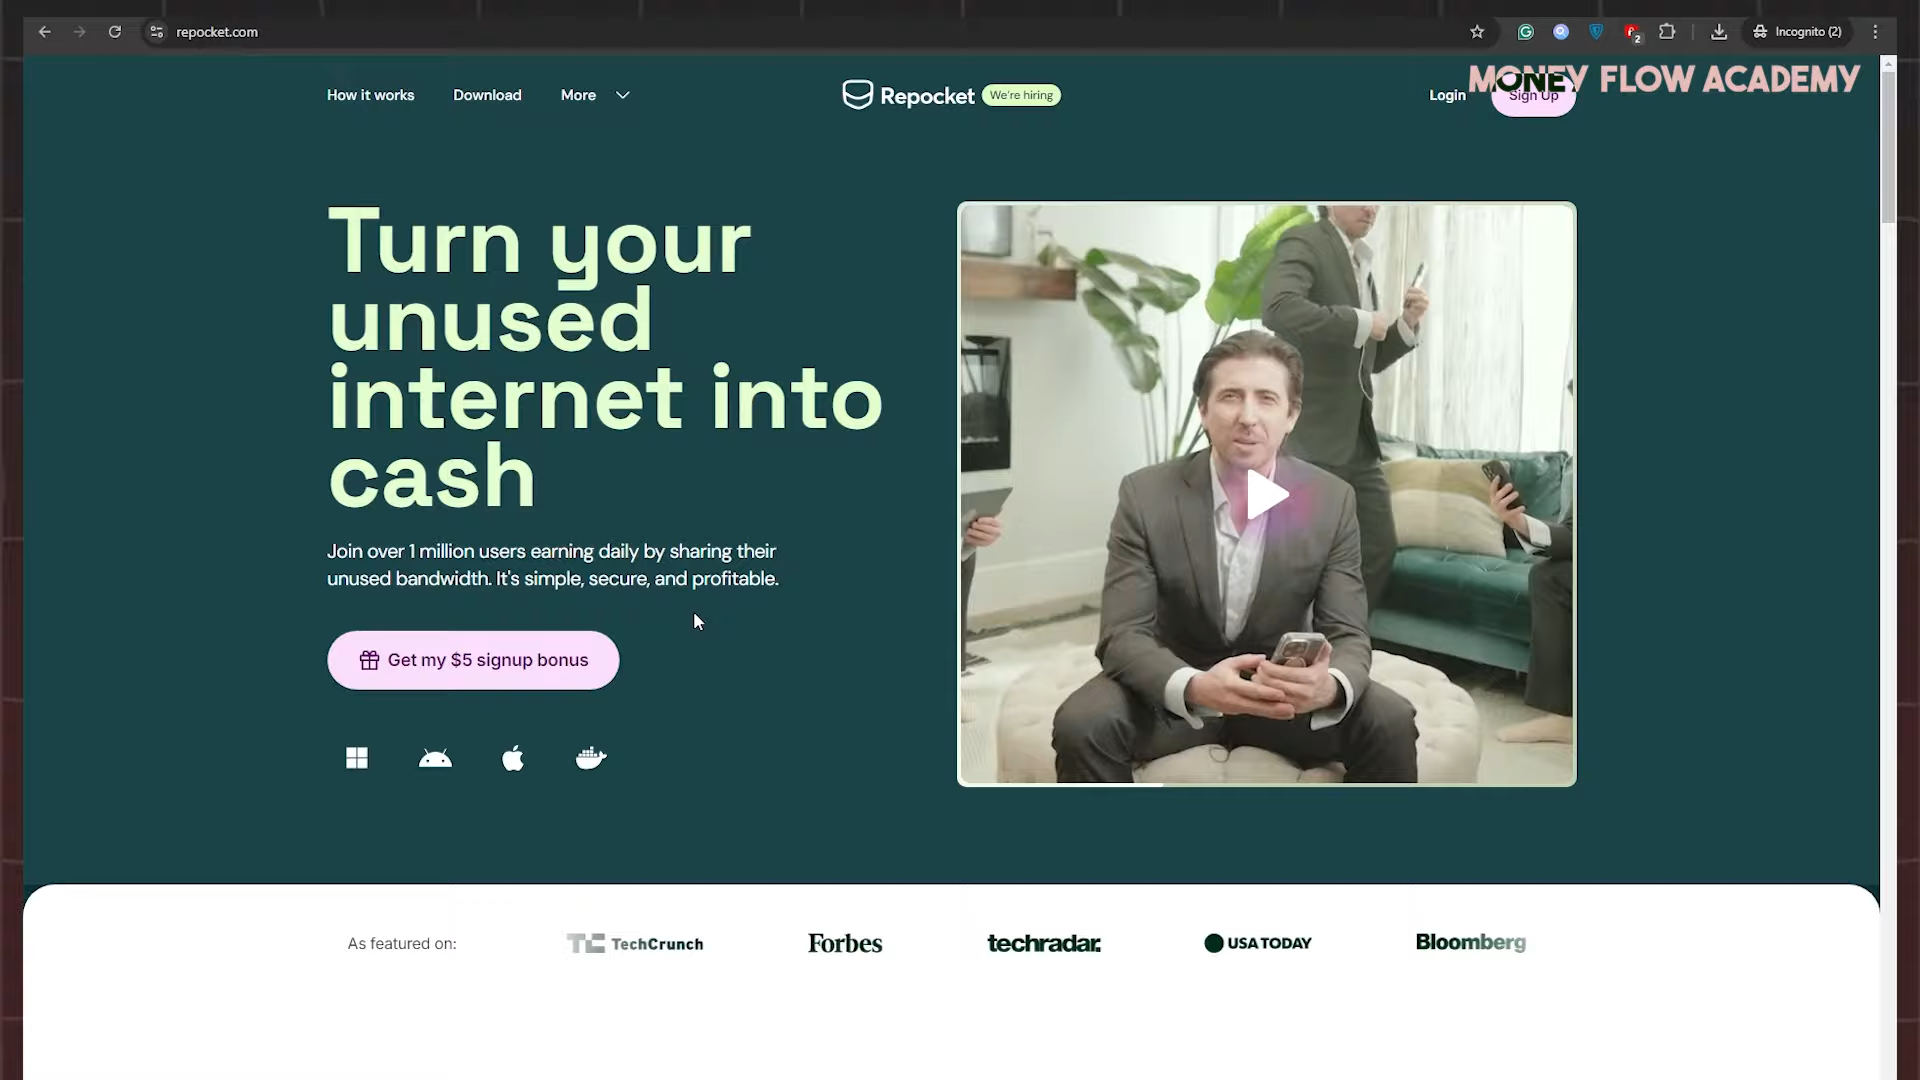 repocket.com
Incognito (2)
2
MONEY FLOW ACADEMY
How it works
Download
More
Repocket
We're hiring
Login
Sign Up
Turn your
unused
internet into
cash
Join over 1 million users earning daily by sharing their
unused bandwidth. It's simple, secure, and profitable.
Get my $5 signup bonus
As featured on:
TC TechCrunch
Forbes
techradar.
USA TODAY
Bloomberg